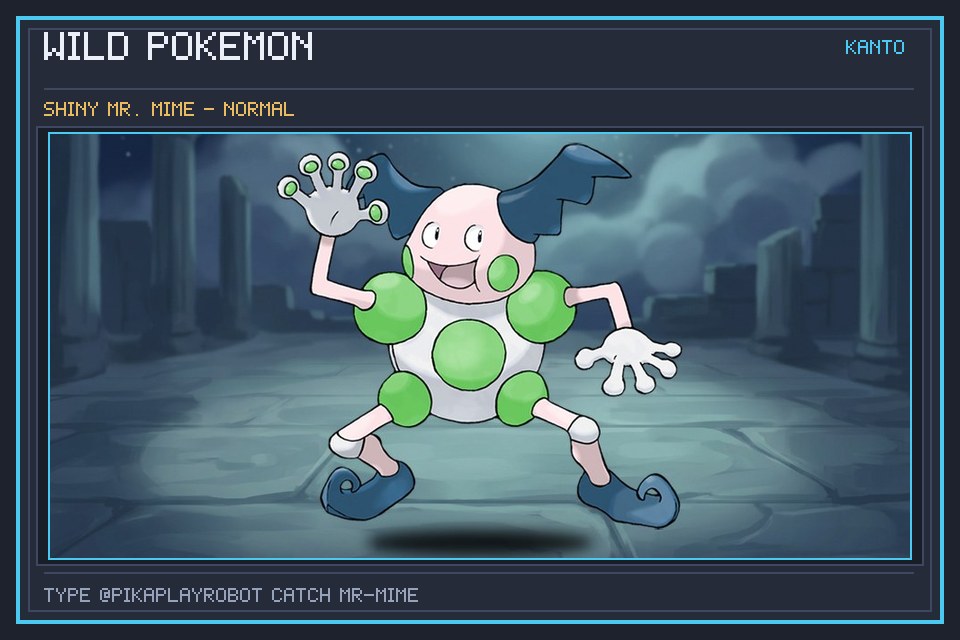 WILD POKEMON
KANTO
SHINY MR. MIME - NORMAL
TYPE @PIKAPLAYROBOT CATCH MR-MIME